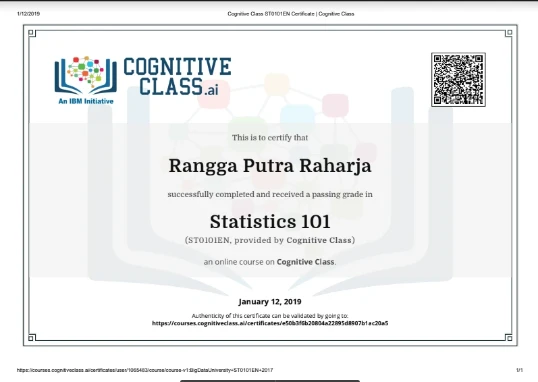 1/12/2019
Cognitive Class ST0101EN Certificate | Cognitive Class
COGNITIVE
CLASS.ai
An IBM Initiative
This is to certify that
Rangga Putra Raharja
successfully completed and received a passing grade in
Statistics 101
(ST0101EN, provided by Cognitive Class)
an online course on Cognitive Class.
January 12, 2019
Authenticity of this certificate can be validated by going to:
https://courses.cognitiveclass.ai/certificates/e50b3f6b20804a22895d8907b1ac20a5
https://courses.cognitiveclass.ai/certificates/user/1065483/course/course-v1:BigDataUniversity+ST0101EN+2017
1/1